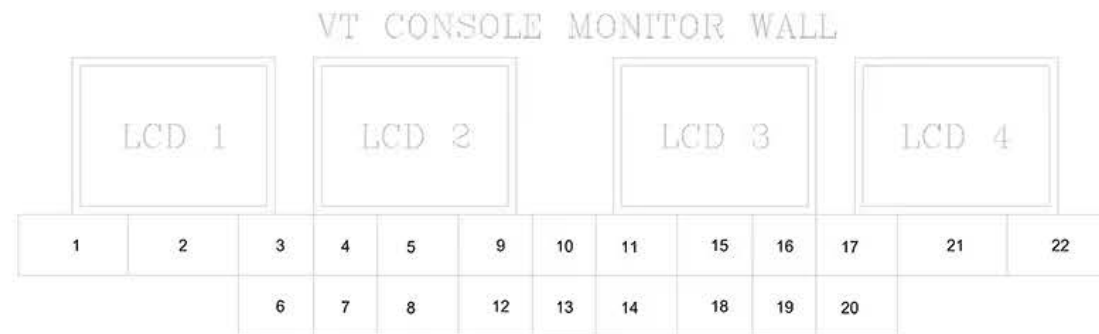 VT CONSOLE MONITOR WALL
LCD 1 LCD 2 LCD 3 LCD 4
1 2 3 4 5 9 10 11 15 16 17 21 22
6 7 8 12 13 14 18 19 20